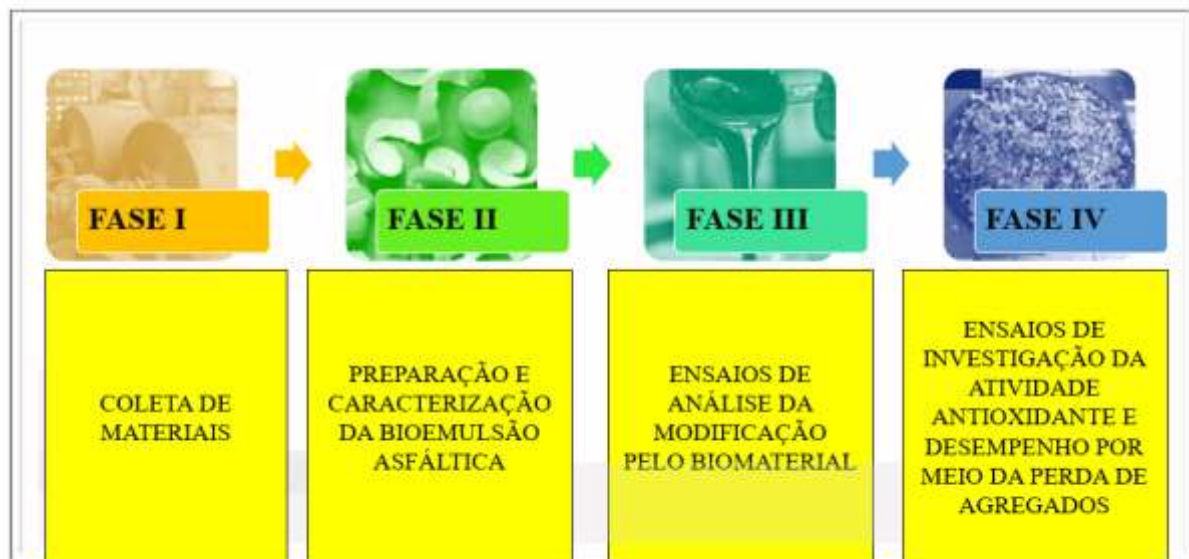 FASE I
FASE II
FASE III
FASE IV
COLETA DE
MATERIAIS
PREPARAÇÃO E
CARACTERIZAÇÃO
DA BIOEMULSÃO
ASFÁLTICA
ENSAIOS DE
ANÁLISE DA
MODIFICAÇÃO
PELO BIOMATERIAL
ENSAIOS DE
INVESTIGAÇÃO DA
ATIVIDADE
ANTIOXIDANTE E
DESEMPENHO POR
MEIO DA PERDA DE
AGREGADOS